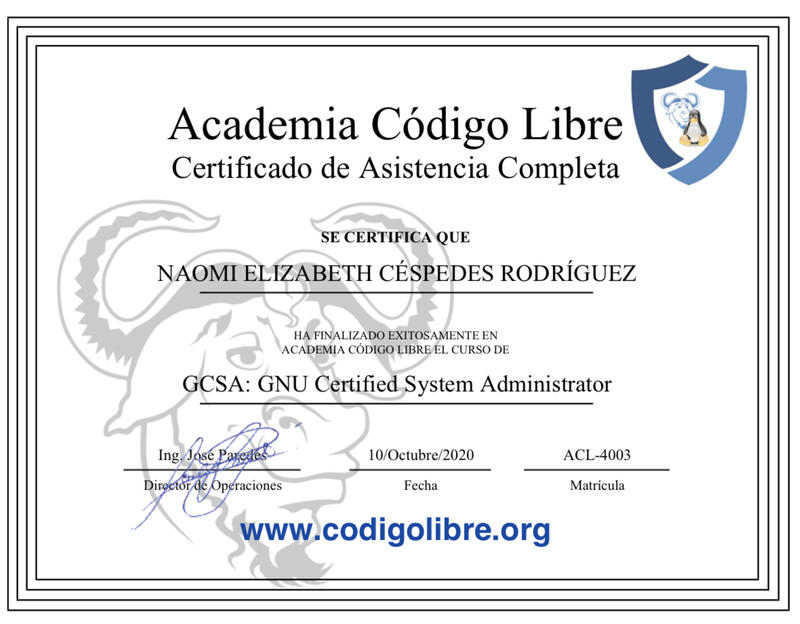 Academia Código Libre
Certificado de Asistencia Completa
SE CERTIFICA QUE
NAOMI ELIZABETH CÉSPEDES RODRÍGUEZ
HA FINALIZADO EXITOSAMENTE EN
ACADEMIA CÓDIGO LIBRE EL CURSO DE
GCSA: GNU Certified System Administrator
Ing. José Paredes 10/Octubre/2020 ACL-4003
Director de Operaciones Fecha Matrícula
www.codigolibre.org